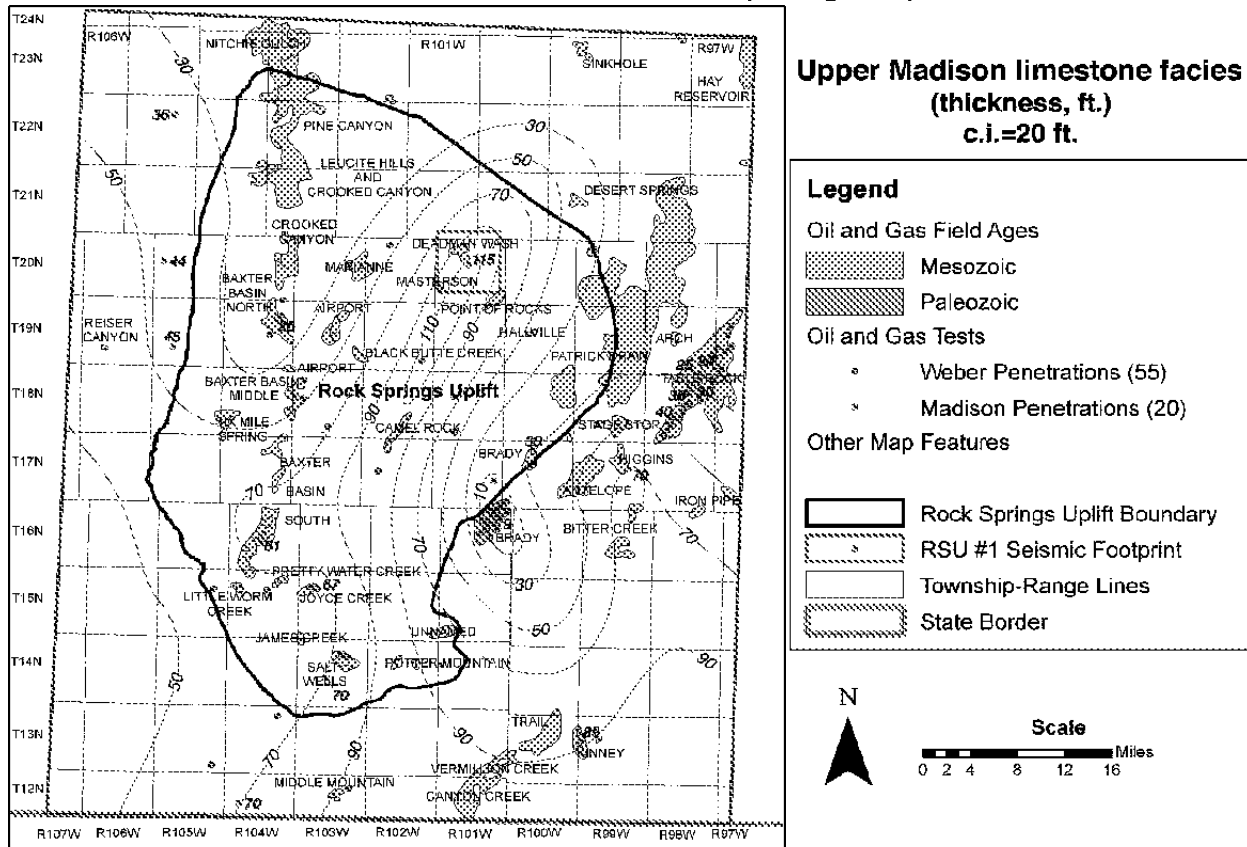 Upper Madison limestone facies
(thickness, ft.)
c.i.=20 ft.
Legend
Oil and Gas Field Ages
Mesozoic
Paleozoic
Oil and Gas Tests
Weber Penetrations (55)
Madison Penetrations (20)
Other Map Features
Rock Springs Uplift Boundary
RSU #1 Seismic Footprint
Township-Range Lines
State Border
N
Scale
Miles
0 2 4 8 12 16
T24N
R106W
R101W
R97W
NITCHIE GULCH
T23N
SINKHOLE
HAY
RESERVOIR
30
36
T22N
PINE CANYON
30
50
LEUCITE HILLS
AND
CROOKED CANYON
50
T21N
70
DESERT SPRINGS
CROOKED
CANYON
DEADMAN WASH
T20N
44
MARIANNE
115
MASTERSON
BAXTER
BASIN
NORTH
AIRPORT
POINT OF ROCKS
T19N
REISER
CANYON
110
90
HALLVILLE
ARCH
BLACK BUTTE CREEK
PATRICK DRAW
AIRPORT
T18N
BAXTER BASIN
MIDDLE
Rock Springs Uplift
90
40
SIX MILE
SPRING
CAMEL ROCK
STAGE STOP
T17N
BAXTER
BASIN
BRADY
HIGGINS
70
70
10
ANTELOPE
IRON PIPE
T16N
SOUTH
BRADY
BITTER CREEK
70
70
PRETTY WATER CREEK
30
T15N
LITTLE WORM
CREEK
JOYCE CREEK
JAMES CREEK
UNNAMED
50
90
T14N
SALT
WELLS
POTTER MOUNTAIN
50
70
T13N
TRAIL
KINNEY
70
90
90
VERMILLION CREEK
MIDDLE MOUNTAIN
T12N
70
CANYON CREEK
R107W R106W R105W R104W R103W R102W R101W R100W R99W R98W R97W